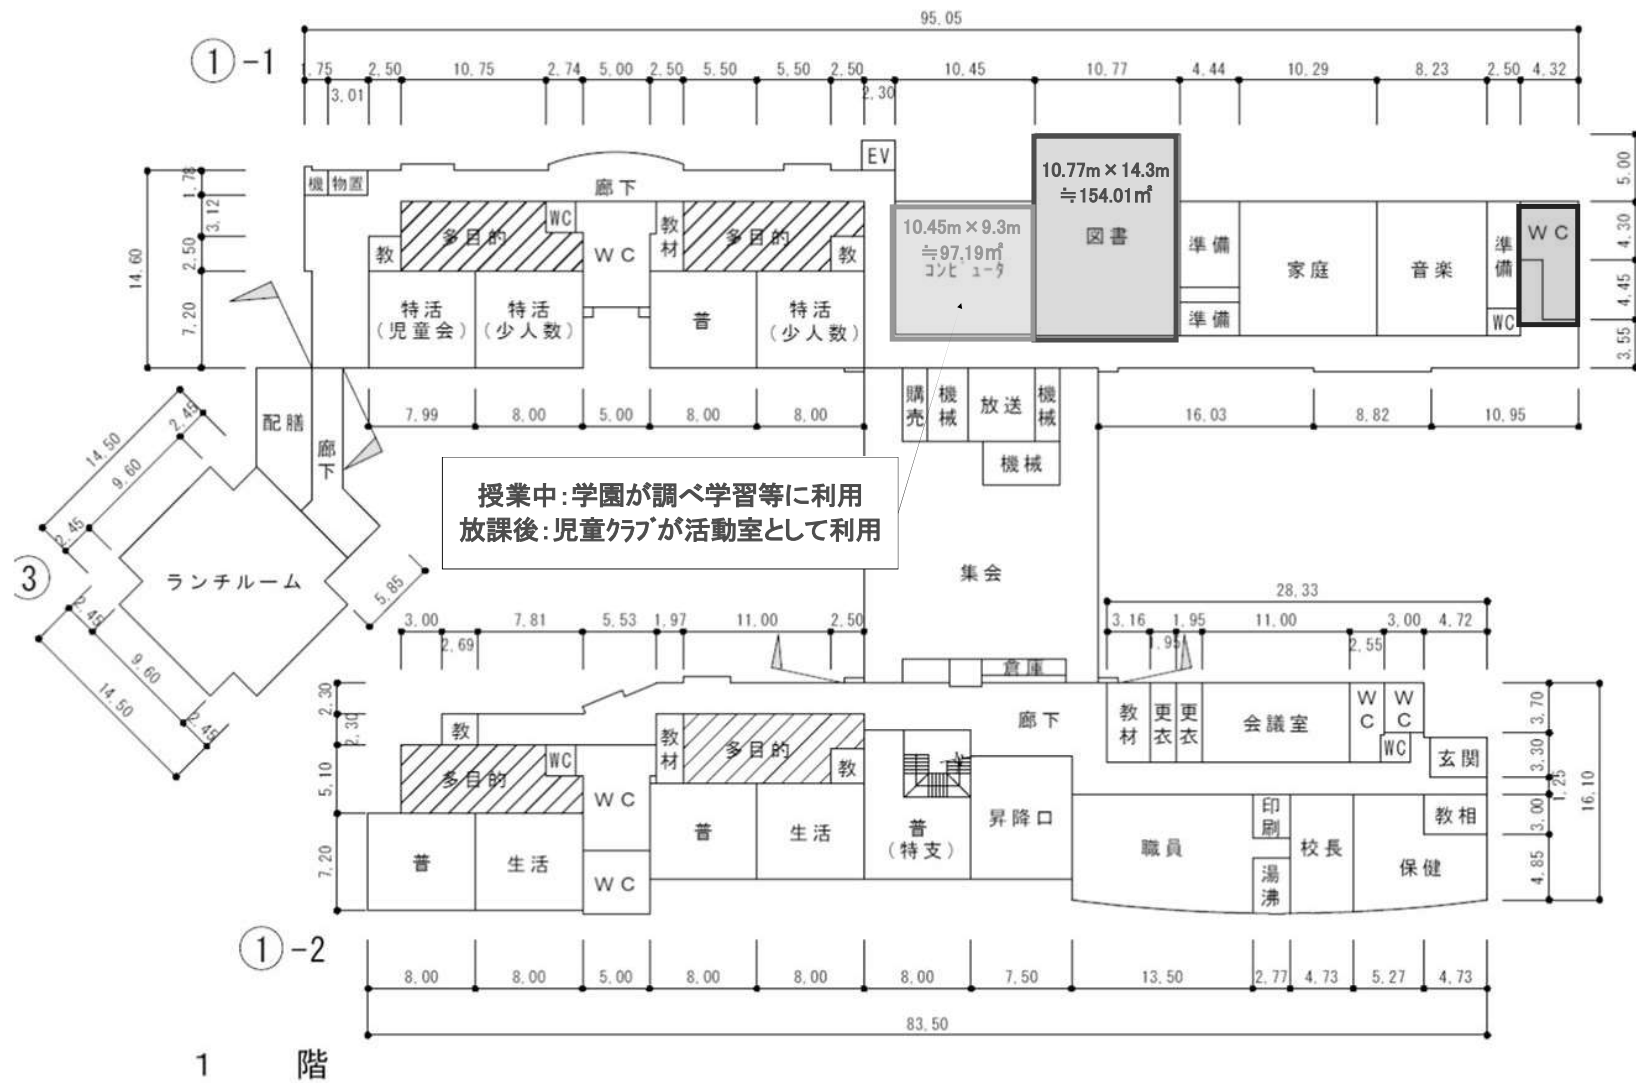 95.05
①-1
1.75 2.50 10.75 2.74 5.00 2.50 5.50 5.50 2.50 10.45 10.77 4.44 10.29 8.23 2.50 4.32
3.01 2.30
EV
10.77m×14.3m
≒154.01㎡
図書
5.00
機 物置
廊下
1.78
3.12
2.50
7.20
14.60
多目的
WC
WC
教材
多目的
教
教
10.45m×9.3m
≒97.19㎡
コンピュータ
準備
準備
家庭
音楽
準備
WC
WC
4.30
4.45
3.55
特活
(児童会)
特活
(少人数)
普
特活
(少人数)
7.99 8.00 5.00 8.00 8.00
購売
機械
放送
機械
機械
16.03 8.82 10.95
配膳
廊下
2.45
9.60
14.50
2.45
授業中:学園が調べ学習等に利用
放課後:児童クラブが活動室として利用
③
ランチルーム
5.85
2.45
9.60
14.50
2.45
集会
28.33
3.00 7.81 5.53 1.97 11.00 2.50
2.69
3.16 1.95 11.00 3.00 4.72
1.95 2.55
倉庫
2.30
2.30
5.10
7.20
教
多目的
WC
WC
教材
多目的
教
廊下
教材
更衣
更衣
会議室
WC
WC
WC
玄関
3.70
3.30
1.25
3.00
4.85
16.10
普
生活
WC
普
生活
普
(特支)
昇降口
職員
印刷
湯沸
校長
教相
保健
①-2
8.00 8.00 5.00 8.00 8.00 8.00 7.50 13.50 2.77 4.73 5.27 4.73
83.50
1 階